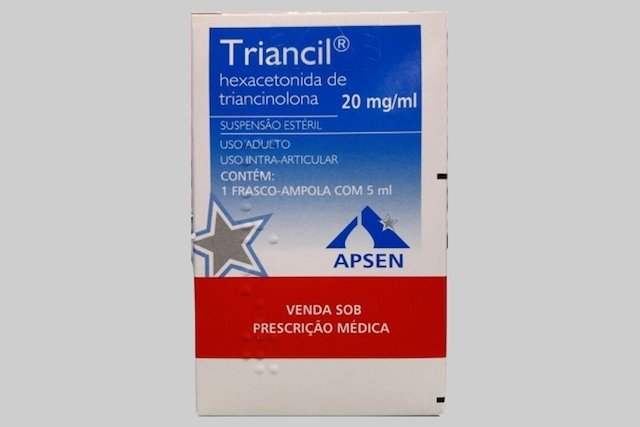 Triancil®
hexacetonida de
triancinolona 20 mg/ml
SUSPENSÃO ESTÉRIL
USO ADULTO
USO INTRA-ARTICULAR
CONTÉM:
1 FRASCO-AMPOLA COM 5 ml
APSEN
VENDA SOB
PRESCRIÇÃO MÉDICA